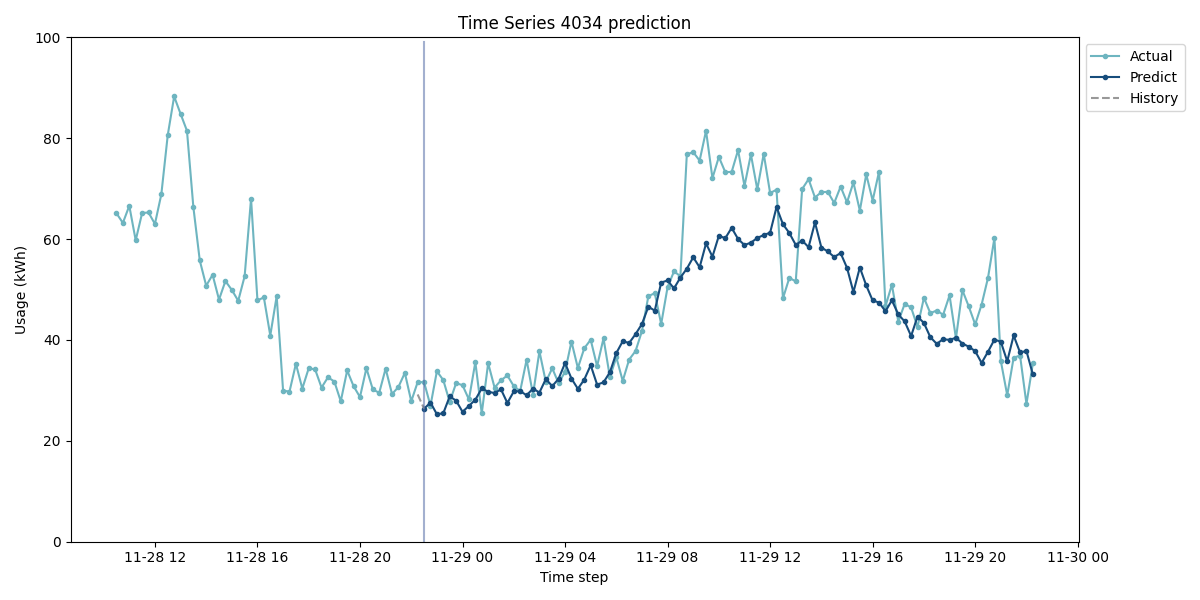 Time Series 4034 prediction
100
80
60
40
20
0
Usage (kWh)
11-28 12
11-28 16
11-28 20
11-29 00
11-29 04
11-29 08
11-29 12
11-29 16
11-29 20
11-30 00
Time step
Actual
Predict
History